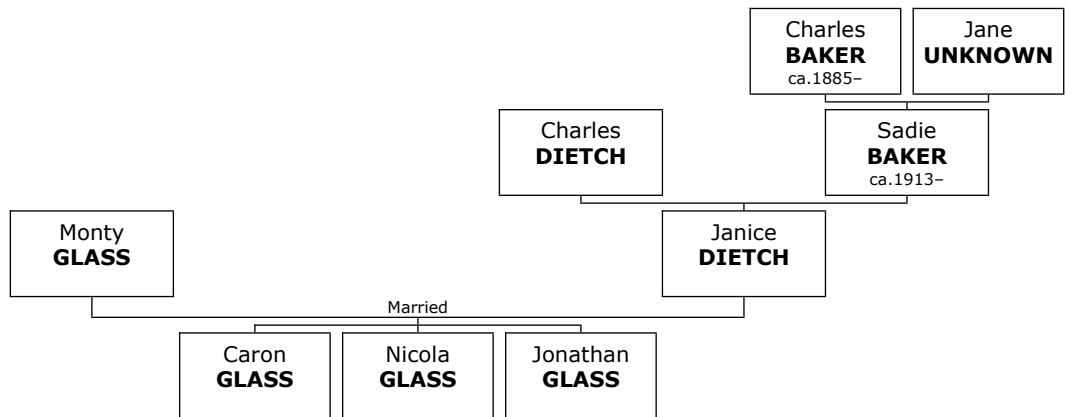 Charles
BAKER
ca.1885–
Jane
UNKNOWN
Charles
DIETCH
Sadie
BAKER
ca.1913–
Monty
GLASS
Janice
DIETCH
Married
Caron
GLASS
Nicola
GLASS
Jonathan
GLASS